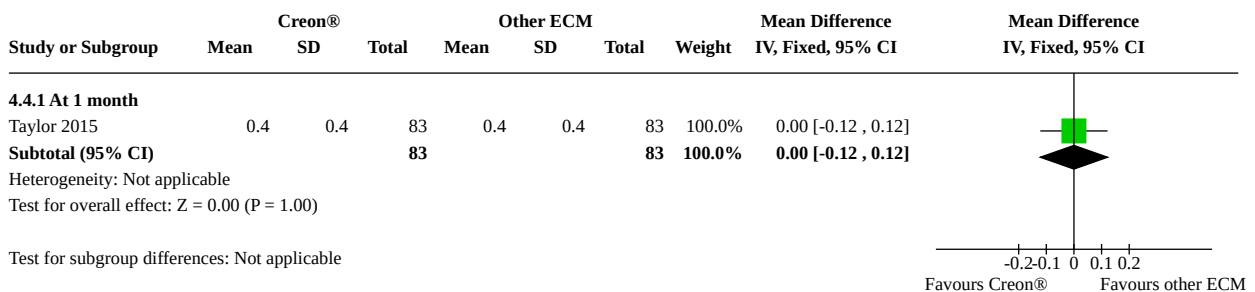 Creon® Other ECM Mean Difference Mean Difference
Study or Subgroup Mean SD Total Mean SD Total Weight IV, Fixed, 95% CI IV, Fixed, 95% CI
4.4.1 At 1 month
Taylor 2015 0.4 0.4 83 0.4 0.4 83 100.0% 0.00 [-0.12 , 0.12]
Subtotal (95% CI) 83 83 100.0% 0.00 [-0.12 , 0.12]
Heterogeneity: Not applicable
Test for overall effect: Z = 0.00 (P = 1.00)
Test for subgroup differences: Not applicable
-0.2 -0.1 0 0.1 0.2
Favours Creon® Favours other ECM